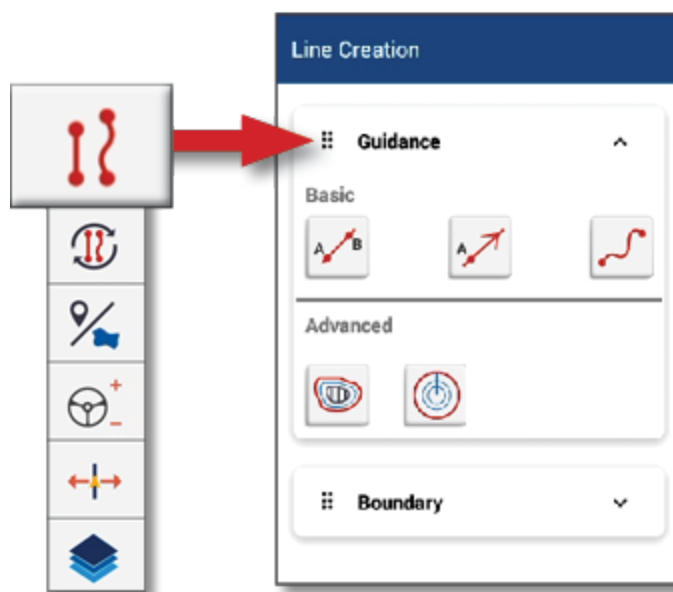 Line Creation
Guidance
Basic
A B
A
Advanced
Boundary